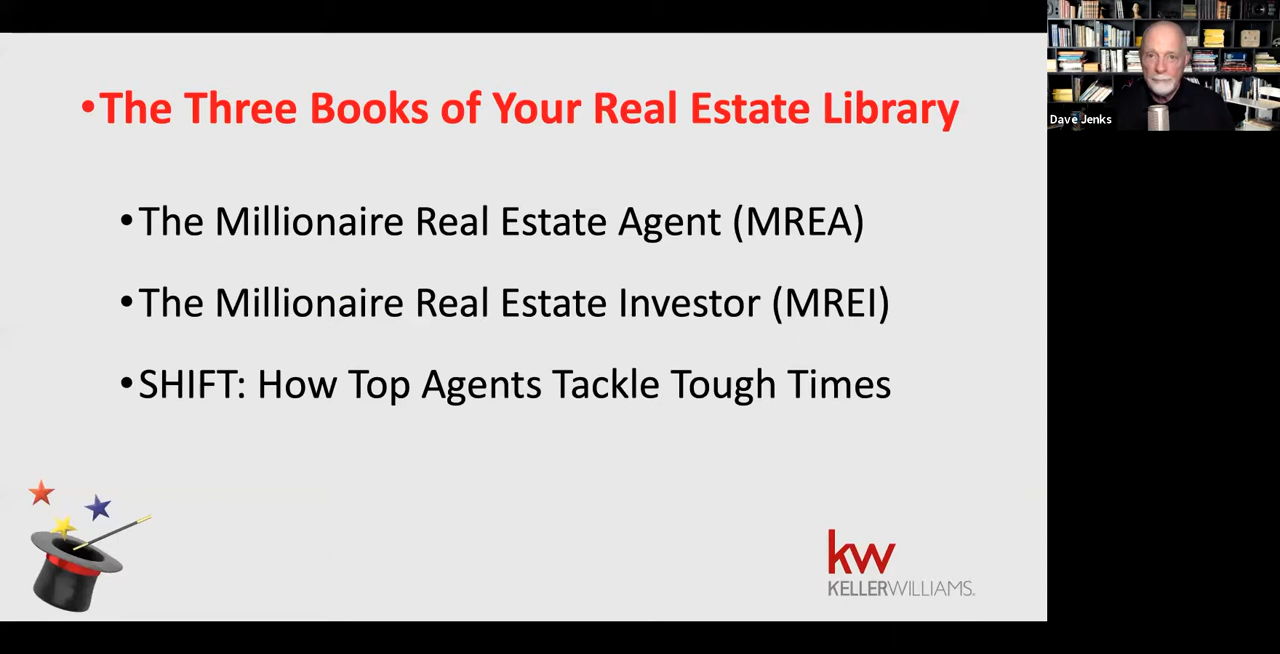 •The Three Books of Your Real Estate Library
•The Millionaire Real Estate Agent (MREA)
•The Millionaire Real Estate Investor (MREI)
•SHIFT: How Top Agents Tackle Tough Times
kw
KELLERWILLIAMS.
Dave Jenks